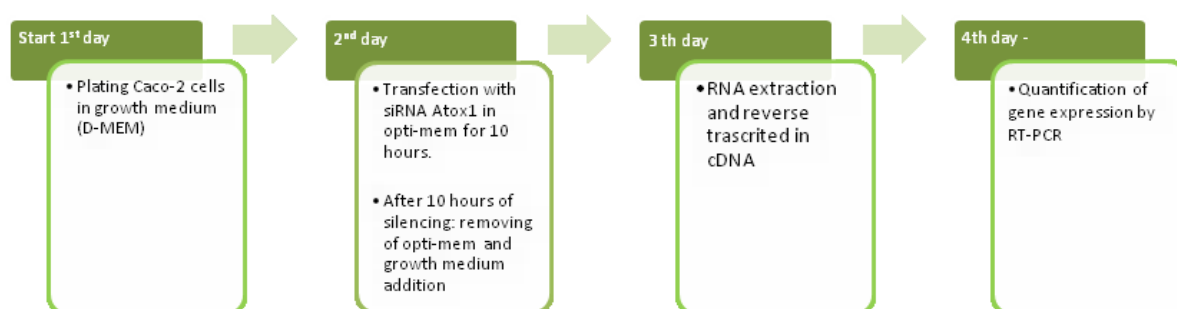 Start 1st day
• Plating Caco-2 cells
in growth medium
(D-MEM)
2nd day
• Transfection with
siRNA Atox1 in
opti-mem for 10
hours.
• After 10 hours of
silencing: removing
of opti-mem and
growth medium
addition
3 th day
• RNA extraction
and reverse
trascrited in
cDNA
4th day -
• Quantification of
gene expression by
RT-PCR